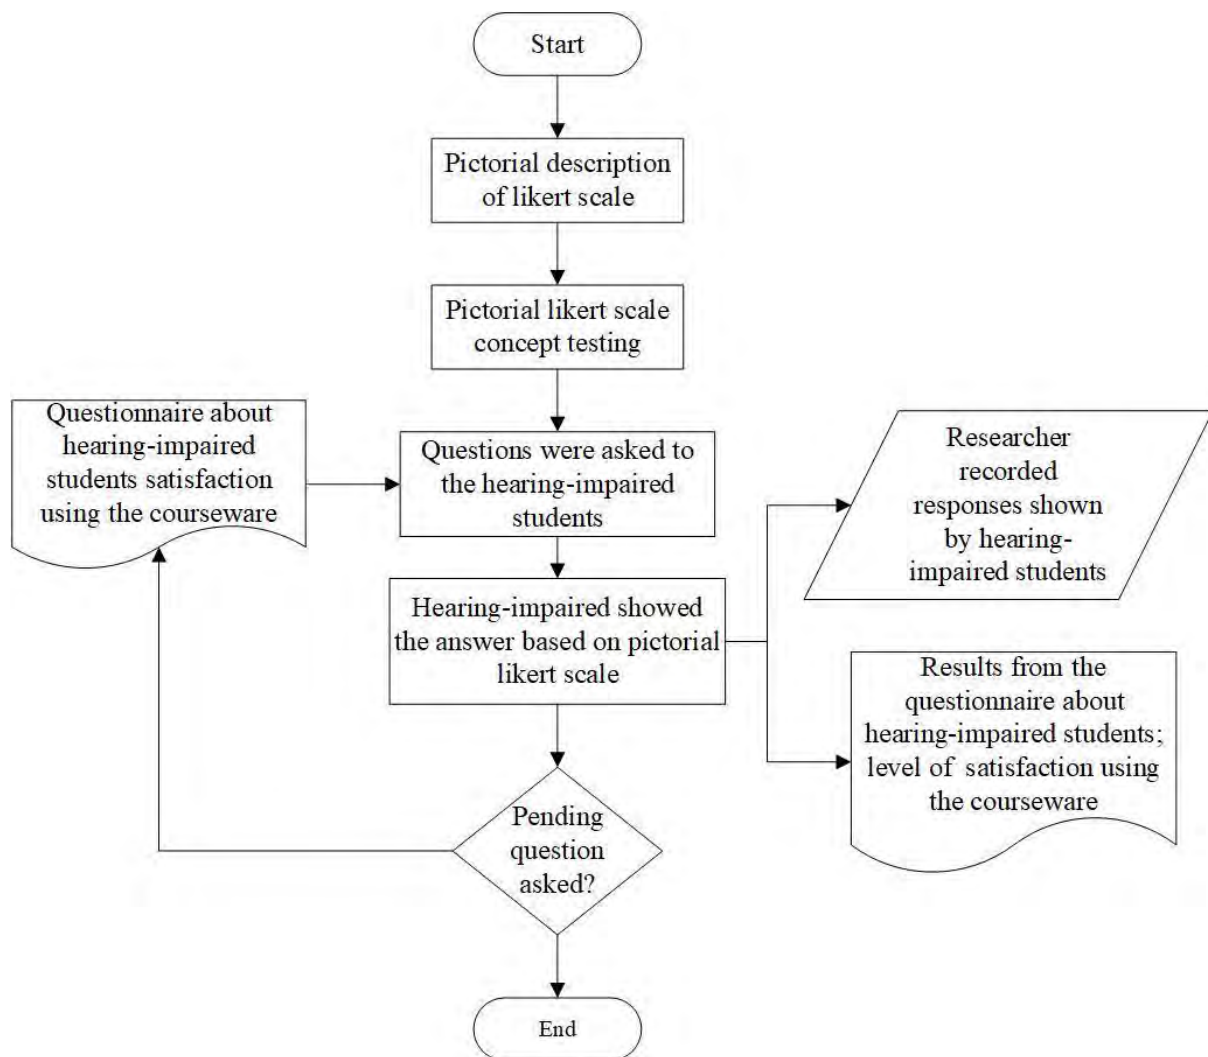 Start
Pictorial description
of likert scale
Pictorial likert scale
concept testing
Questionnaire about
hearing-impaired
students satisfaction
using the courseware
Questions were asked to
the hearing-impaired
students
Researcher
recorded
responses shown
by hearing-
impaired students
Hearing-impaired showed
the answer based on pictorial
likert scale
Results from the
questionnaire about
hearing-impaired students;
level of satisfaction using
the courseware
Pending
question
asked?
End